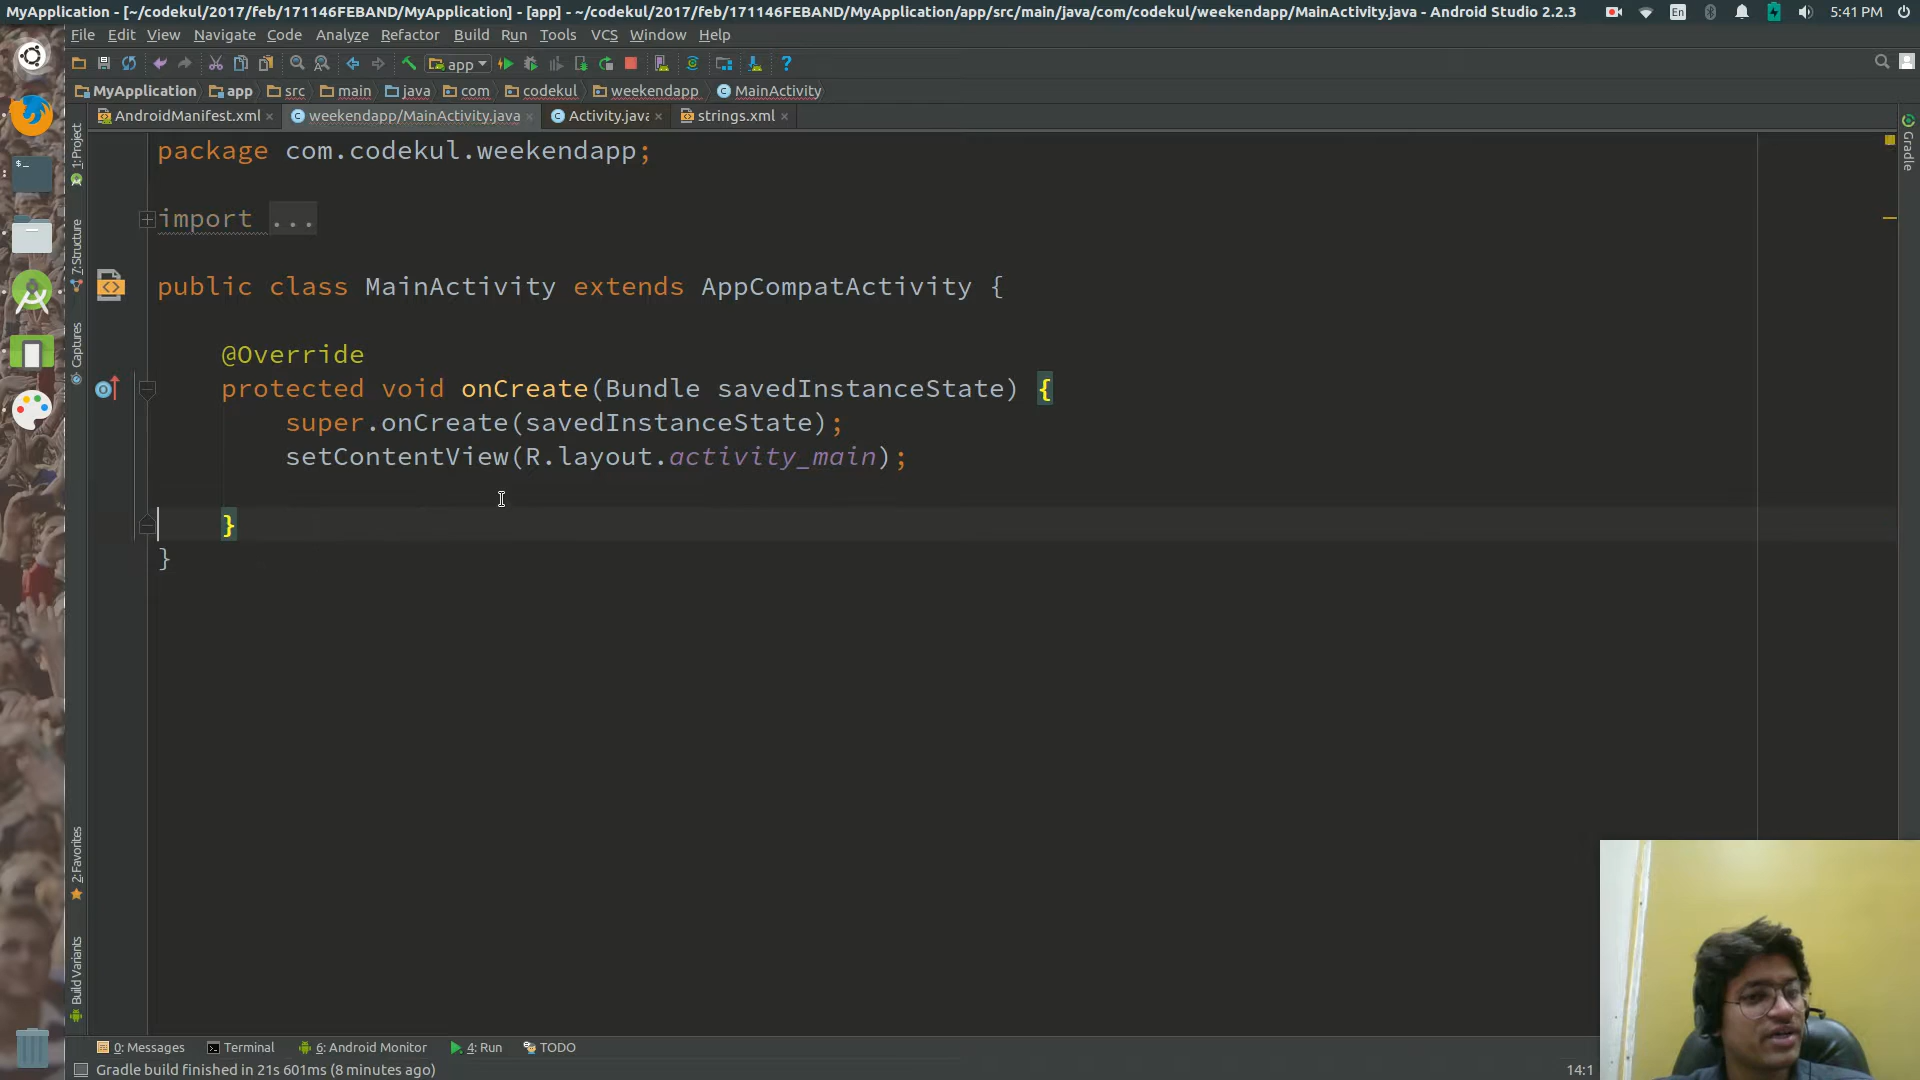 MyApplication - [~/codekul/2017/feb/171146FEBAND/MyApplication] - [app] - ~/codekul/2017/feb/171146FEBAND/MyApplication/app/src/main/java/com/codekul/weekendapp/MainActivity.java - Android Studio 2.2.3
En
5:41 PM
File Edit View Navigate Code Analyze Refactor Build Run Tools VCS Window Help
app
MyApplication app src main java com codekul weekendapp MainActivity
AndroidManifest.xml weekendapp/MainActivity.java Activity.java strings.xml
1: Project
7: Structure
Captures
2: Favorites
Build Variants
Gradle
package com.codekul.weekendapp;
import ...
public class MainActivity extends AppCompatActivity {
@Override
protected void onCreate(Bundle savedInstanceState) {
super.onCreate(savedInstanceState);
setContentView(R.layout.activity_main);
}
}
0: Messages Terminal 6: Android Monitor 4: Run TODO
Gradle build finished in 21s 601ms (8 minutes ago)
14:1